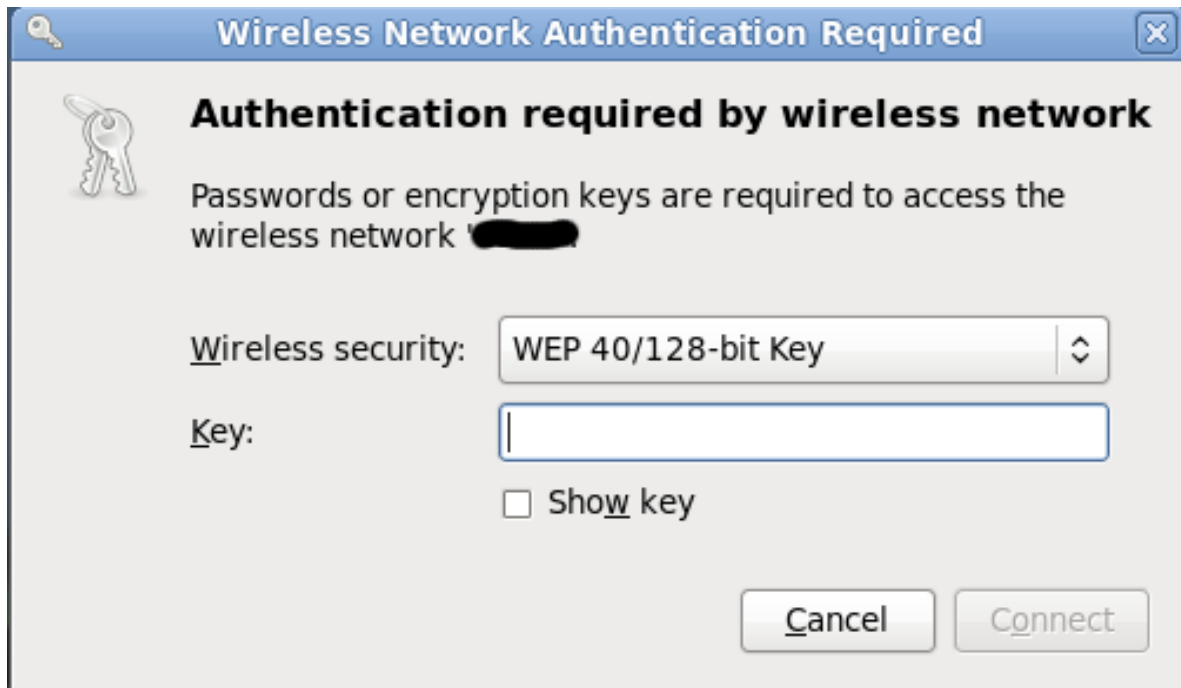 Wireless Network Authentication Required
Authentication required by wireless network
Passwords or encryption keys are required to access the
wireless network '
Wireless security: WEP 40/128-bit Key
Key:
Show key
Cancel Connect